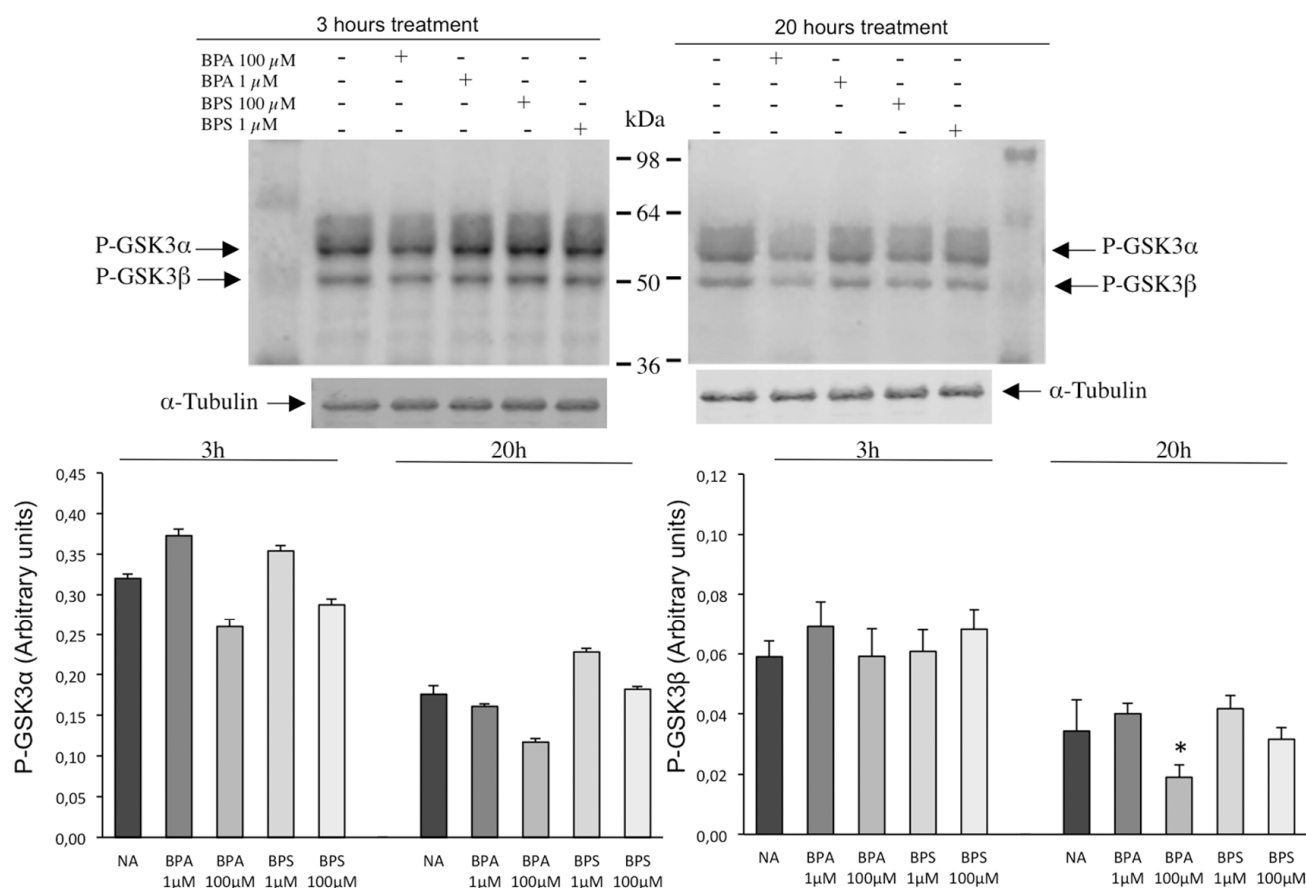 3 hours treatment
20 hours treatment
BPA 100 µM - + - - - - + - - -
BPA 1 µM - - + - - - - + - -
BPS 100 µM - - - + - - - - + -
BPS 1 µM - - - - + - - - - +
kDa
98
64
P-GSK3α
P-GSK3α
P-GSK3β
50
P-GSK3β
36
α-Tubulin
α-Tubulin
3h
20h
P-GSK3α (Arbitrary units)
0,45
0,40
0,35
0,30
0,25
0,20
0,15
0,10
0,05
0,00
NA BPA BPA BPS BPS NA BPA BPA BPS BPS
1µM 100µM 1µM 100µM 1µM 100µM 1µM 100µM
3h
20h
P-GSK3β (Arbitrary units)
0,12
0,10
0,08
0,06
0,04
0,02
0,00
*
NA BPA BPA BPS BPS NA BPA BPA BPS BPS
1µM 100µM 1µM 100µM 1µM 100µM 1µM 100µM